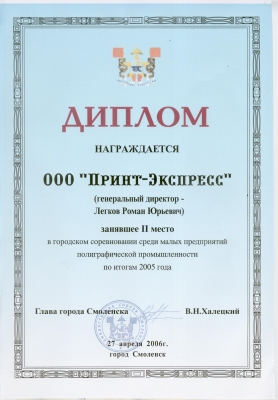 ДИПЛОМ
НАГРАЖДАЕТСЯ
ООО "Принт-Экспресс"
(генеральный директор -
Легков Роман Юрьевич)
занявшее II место
в городском соревновании среди малых предприятий
полиграфической промышленности
по итогам 2005 года
Глава города Смоленска В.Н.Халецкий
27 апреля 2006г.
город Смоленск